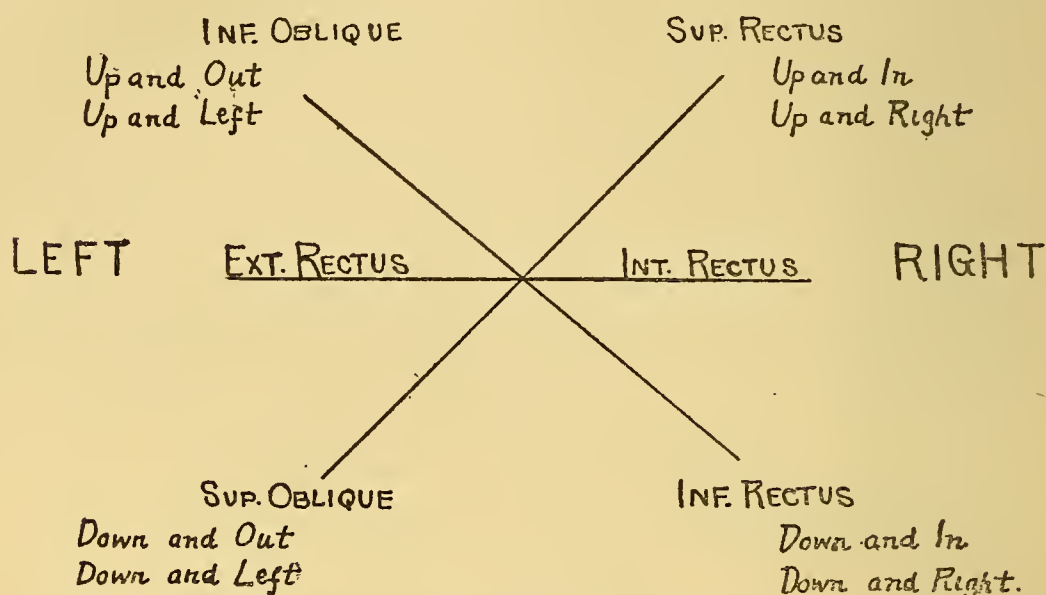 INF. OBLIQUE
Up and Out
Up and Left
SUP. RECTUS
Up and In
Up and Right
LEFT
EXT. RECTUS
INT. RECTUS
RIGHT
SUP. OBLIQUE
Down and Out
Down and Left
INF. RECTUS
Down and In
Down and Right.